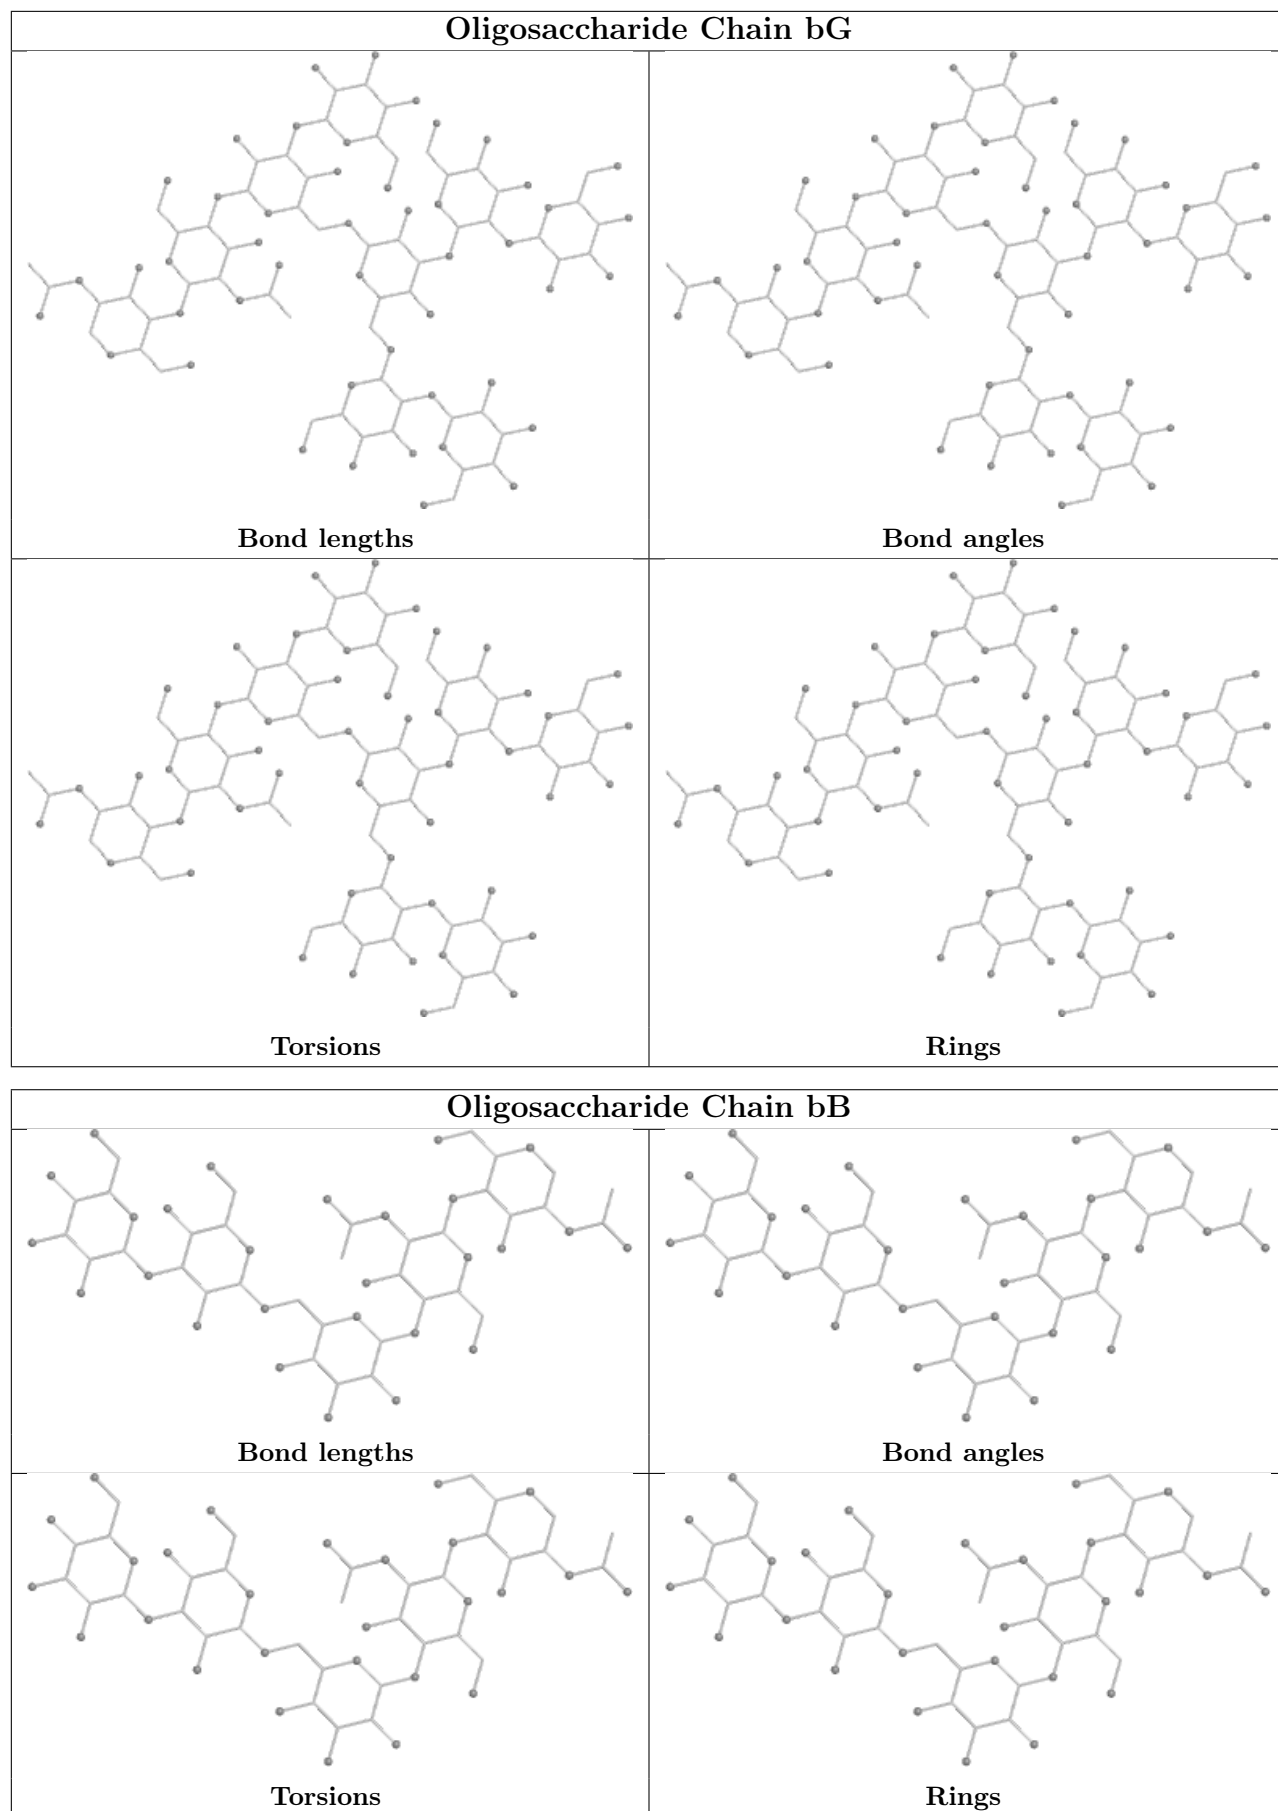 Oligosaccharide Chain bG
Bond lengths
Bond angles
Torsions
Rings
Oligosaccharide Chain bB
Bond lengths
Bond angles
Torsions
Rings